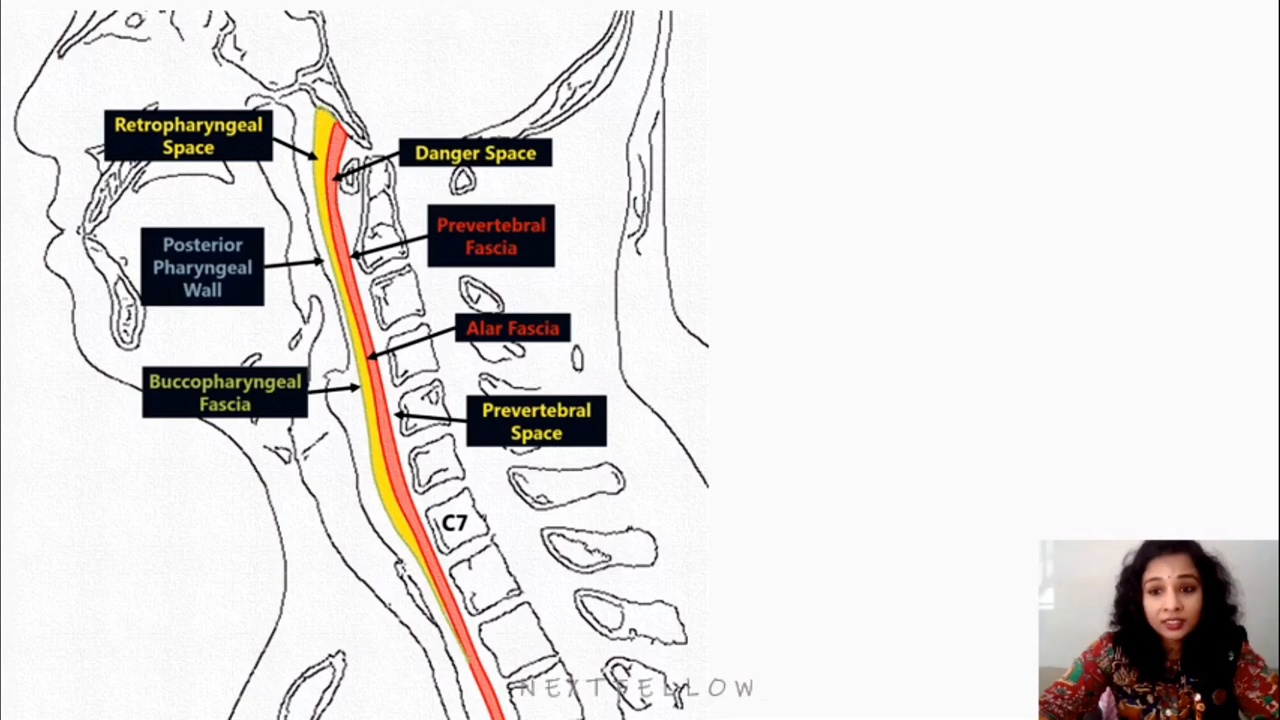 Retropharyngeal
Space
Danger Space
Prevertebral
Fascia
Posterior
Pharyngeal
Wall
Alar Fascia
Buccopharyngeal
Fascia
Prevertebral
Space
C7
NEXTFELLOW